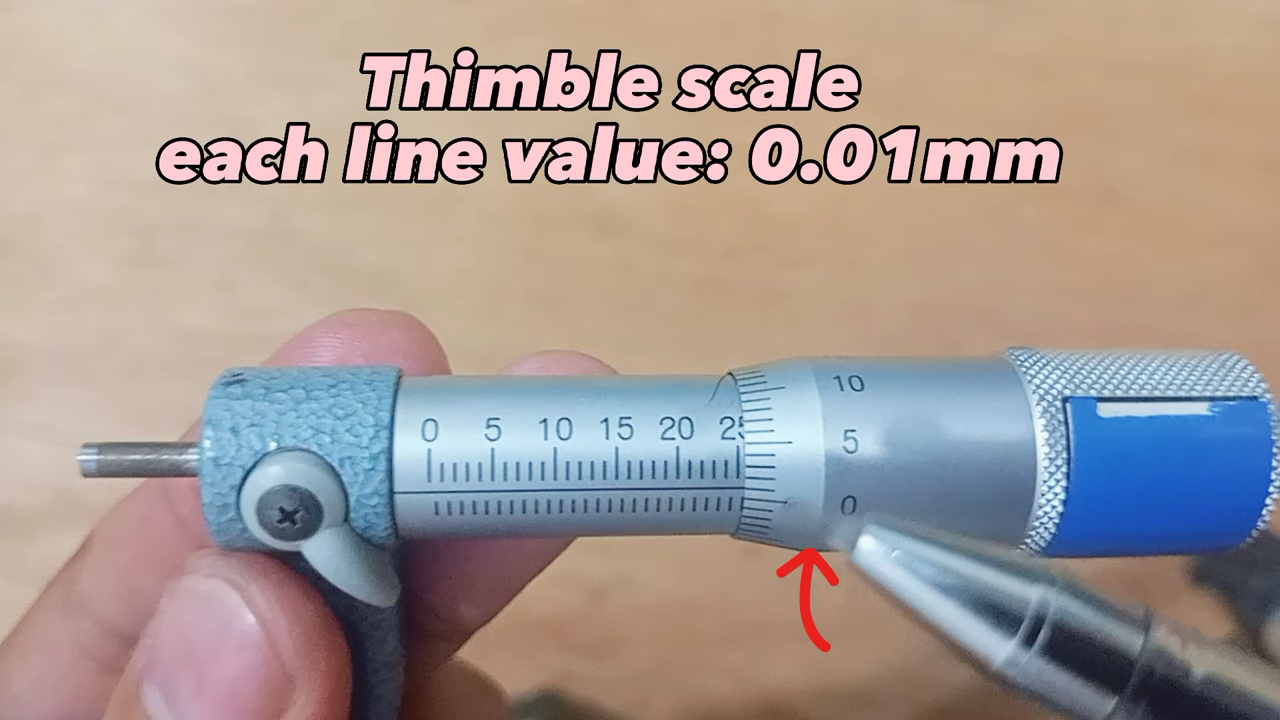 Thimble scale
each line value: 0.01mm
0 5 10 15 20 25
10
5
0